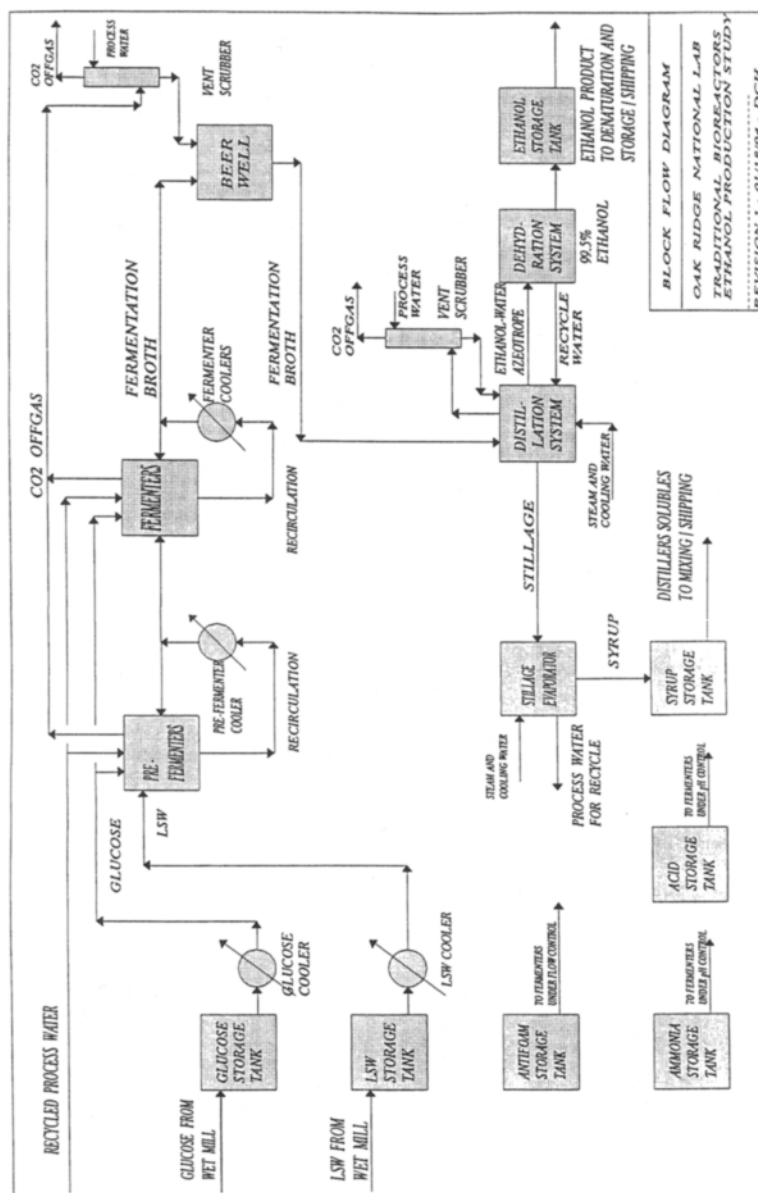 RECYCLED PROCESS WATER
GLUCOSE FROM
WET MILL
GLUCOSE
STORAGE
TANK
GLUCOSE
COOLER
GLUCOSE
LSW FROM
WET MILL
LSW
STORAGE
TANK
LSW COOLER
LSW
PRE-
FERMENTERS
PRE-FERMENTER
COOLER
RECIRCULATION
CO2 OFFGAS
FERMENTERS
FERMENTER
COOLERS
RECIRCULATION
FERMENTATION
BROTH
CO2
OFFGAS
PROCESS
WATER
VENT
SCRUBBER
BEER
WELL
FERMENTATION
BROTH
ANTIFOAM
STORAGE
TANK
TO FERMENTERS
UNDER FLOW CONTROL
STEAM AND
COOLING WATER
STILLAGE
EVAPORATOR
PROCESS WATER
FOR RECYCLE
STILLAGE
SYRUP
DISTIL-
LATION
SYSTEM
STEAM AND
COOLING WATER
CO2
OFFGAS
PROCESS
WATER
VENT
SCRUBBER
ETHANOL-WATER
AZEOTROPE
RECYCLE
WATER
DEHYD-
RATION
SYSTEM
99.5%
ETHANOL
ETHANOL
STORAGE
TANK
ETHANOL PRODUCT
TO DENATURATION AND
STORAGE / SHIPPING
AMMONIA
STORAGE
TANK
TO FERMENTERS
UNDER pH CONTROL
ACID
STORAGE
TANK
TO FERMENTERS
UNDER pH CONTROL
SYRUP
STORAGE
TANK
DISTILLERS SOLUBLES
TO MIXING / SHIPPING
BLOCK FLOW DIAGRAM
OAK RIDGE NATIONAL LAB
TRADITIONAL BIOREACTORS
ETHANOL PRODUCTION STUDY
REVISION 1